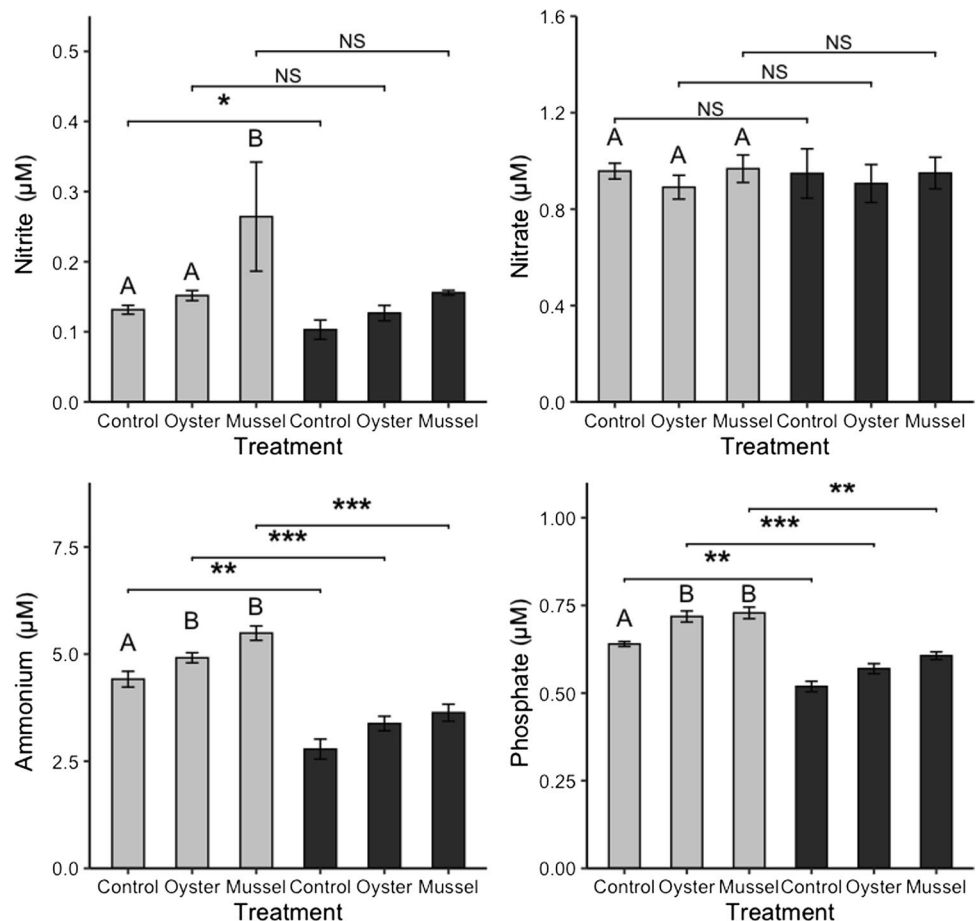 0.5
0.4
0.3
0.2
0.1
0.0
Nitrite (µM)
NS
NS
*
A
A
B
Control Oyster Mussel Control Oyster Mussel
Treatment
1.6
1.2
0.8
0.4
0.0
Nitrate (µM)
NS
NS
NS
A
A
A
Control Oyster Mussel Control Oyster Mussel
Treatment
7.5
5.0
2.5
0.0
Ammonium (µM)
***
***
**
A
B
B
Control Oyster Mussel Control Oyster Mussel
Treatment
1.00
0.75
0.50
0.25
0.00
Phosphate (µM)
**
***
**
A
B
B
Control Oyster Mussel Control Oyster Mussel
Treatment